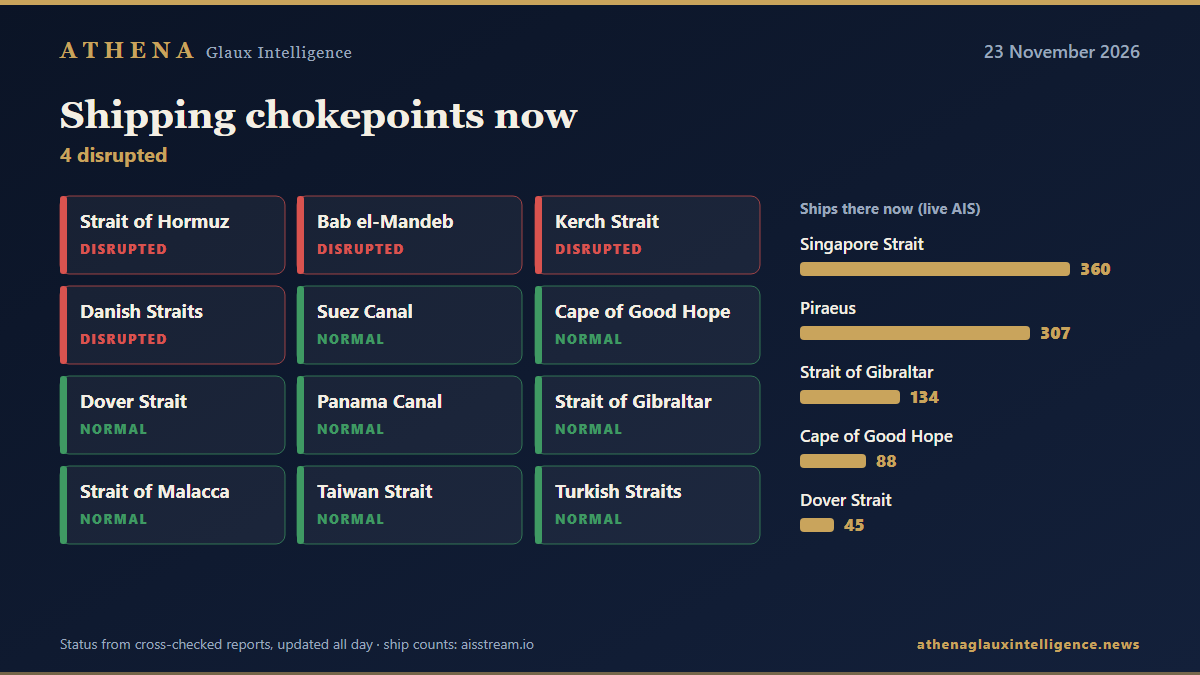 ATHENA Glaux Intelligence
23 November 2026
Shipping chokepoints now
4 disrupted
Strait of Hormuz
DISRUPTED
Bab el-Mandeb
DISRUPTED
Kerch Strait
DISRUPTED
Danish Straits
DISRUPTED
Suez Canal
NORMAL
Cape of Good Hope
NORMAL
Dover Strait
NORMAL
Panama Canal
NORMAL
Strait of Gibraltar
NORMAL
Strait of Malacca
NORMAL
Taiwan Strait
NORMAL
Turkish Straits
NORMAL
Ships there now (live AIS)
Singapore Strait
360
Piraeus
307
Strait of Gibraltar
134
Cape of Good Hope
88
Dover Strait
45
Status from cross-checked reports, updated all day · ship counts: aisstream.io
athenaglauxintelligence.news